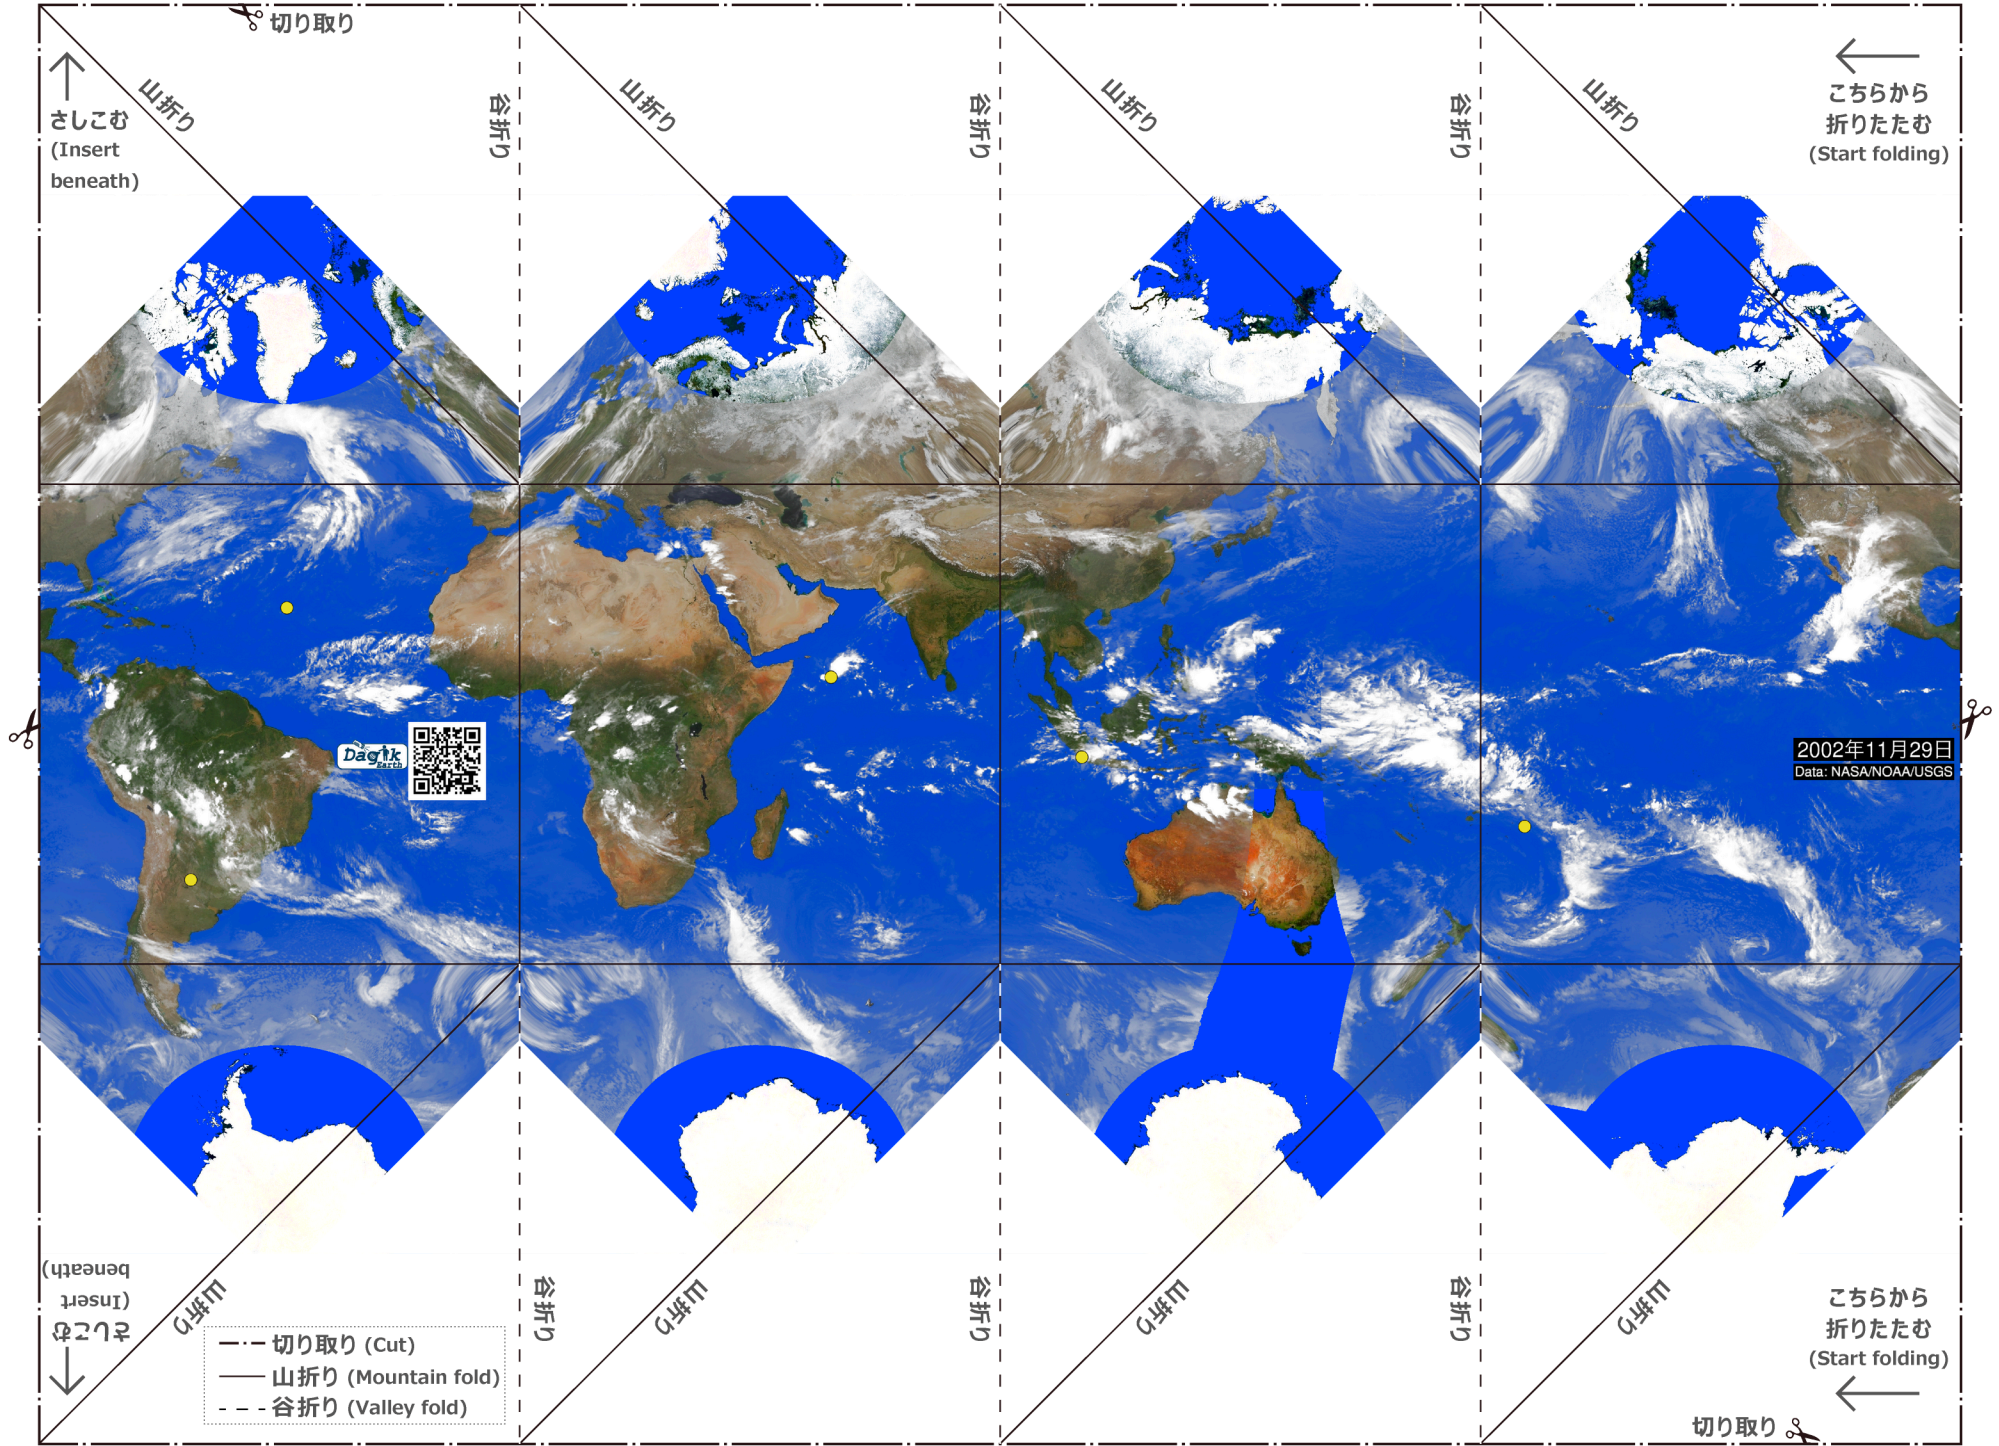 切り取り
山折り
山折り
山折り
山折り
さしこむ
(Insert
beneath)
谷折り
谷折り
谷折り
こちらから
折りたたむ
(Start folding)
Dagik
Earth
2002年11月29日
Data: NASA/NOAA/USGS
さしこむ
(Insert
beneath)
山折り
山折り
山折り
山折り
谷折り
谷折り
谷折り
こちらから
折りたたむ
(Start folding)
切り取り (Cut)
山折り (Mountain fold)
谷折り (Valley fold)
切り取り